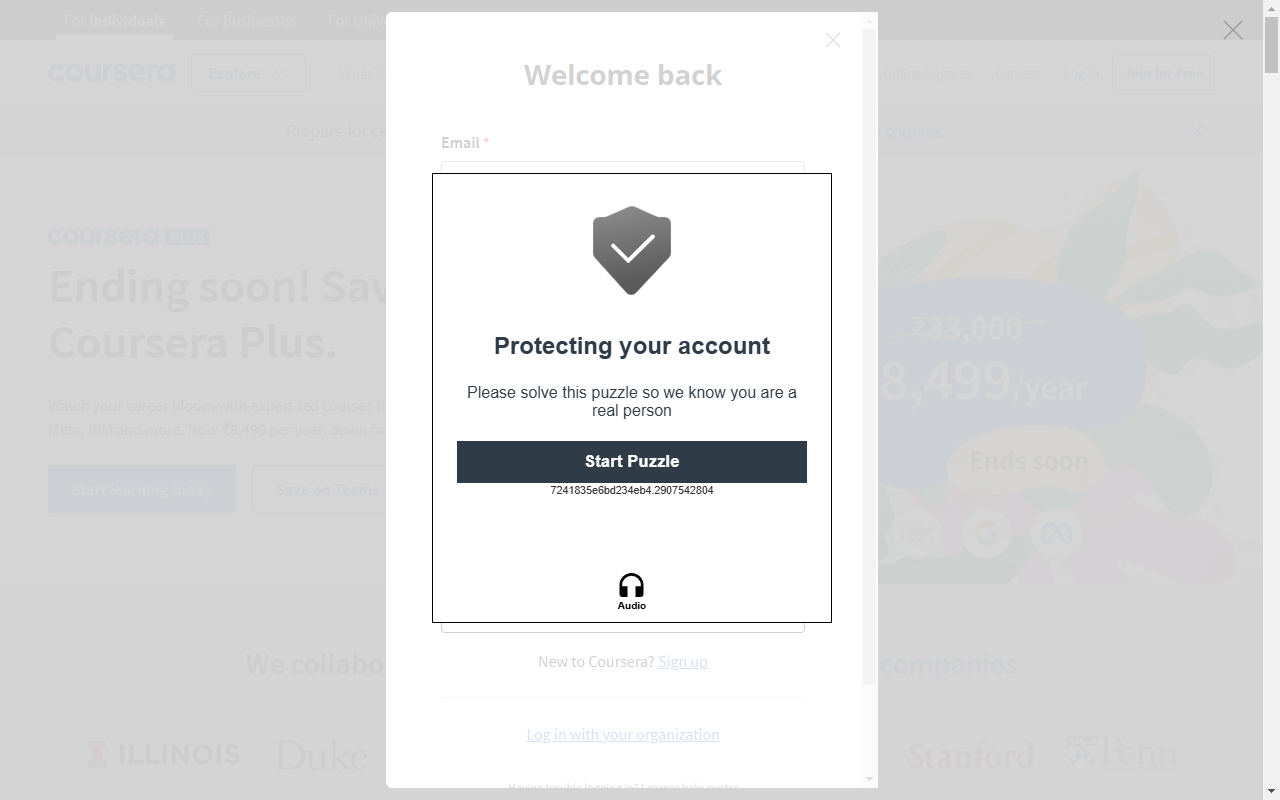 For Individuals
For Businesses
coursera
Explore
Online Degrees
Careers
Log In
Join for Free
Welcome back
Prepare for
courses.
Email *
coursera PLUS
Ending soon! Sav
Coursera Plus.
Watch your career bloom with expert-led courses
Meta, IBM and more. Now ₹8,499 per year, down
Start learning today
Save on Teams
₹33,000
8,499/year
Ends soon
IBM
G
Protecting your account
Please solve this puzzle so we know you are a
real person
Start Puzzle
7241835e6bd234eb4.2907542804
Audio
New to Coursera? Sign up
We collabo
companies
Log in with your organization
ILLINOIS
Duke
Stanford
Penn
Having trouble logging in? Learner help center